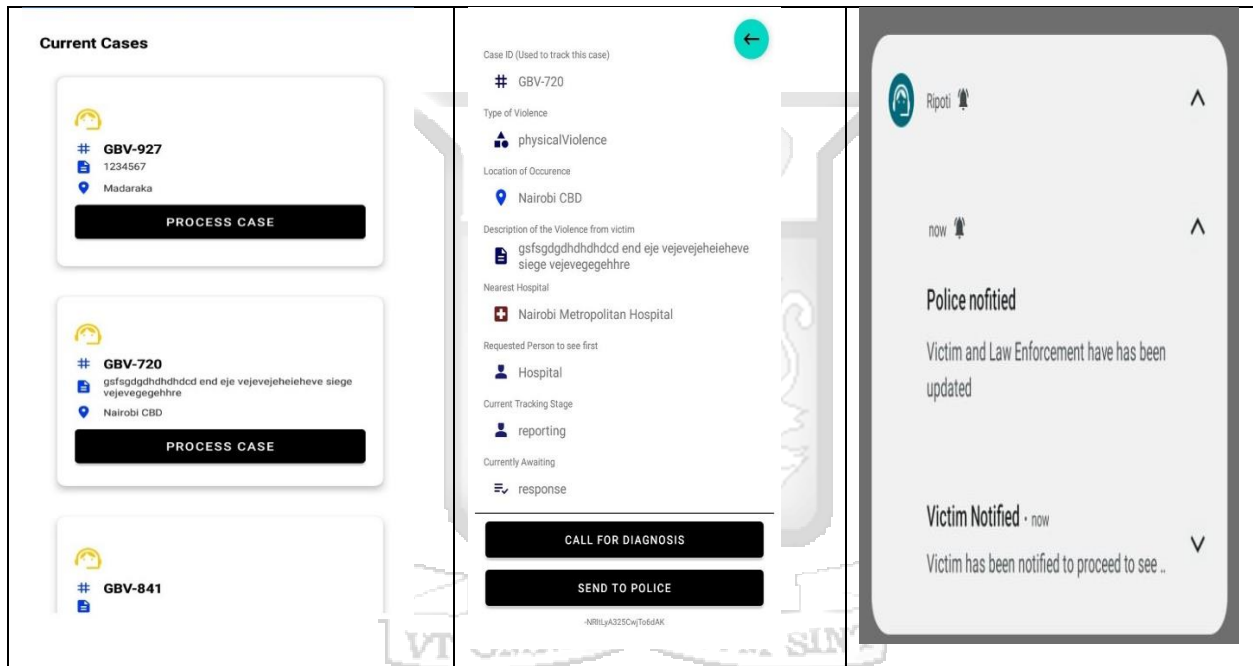 Current Cases
# GBV-927
1234567
Madaraka
PROCESS CASE
# GBV-720
gsfsgdgdhdhdhdcd end eje vejevejeheieheve siege
vejevegegehhre
Nairobi CBD
PROCESS CASE
# GBV-841
Case ID (Used to track this case)
# GBV-720
Type of Violence
physicalViolence
Location of Occurence
Nairobi CBD
Description of the Violence from victim
gsfsgdgdhdhdhdcd end eje vejevejeheieheve
siege vejevegegehhre
Nearest Hospital
Nairobi Metropolitan Hospital
Requested Person to see first
Hospital
Current Tracking Stage
reporting
Currently Awaiting
response
CALL FOR DIAGNOSIS
SEND TO POLICE
-NRltLyA325CwjTo6dAK
Ripoti
now
Police nofitied
Victim and Law Enforcement have has been
updated
Victim Notified · now
Victim has been notified to proceed to see ..
VT
SINT